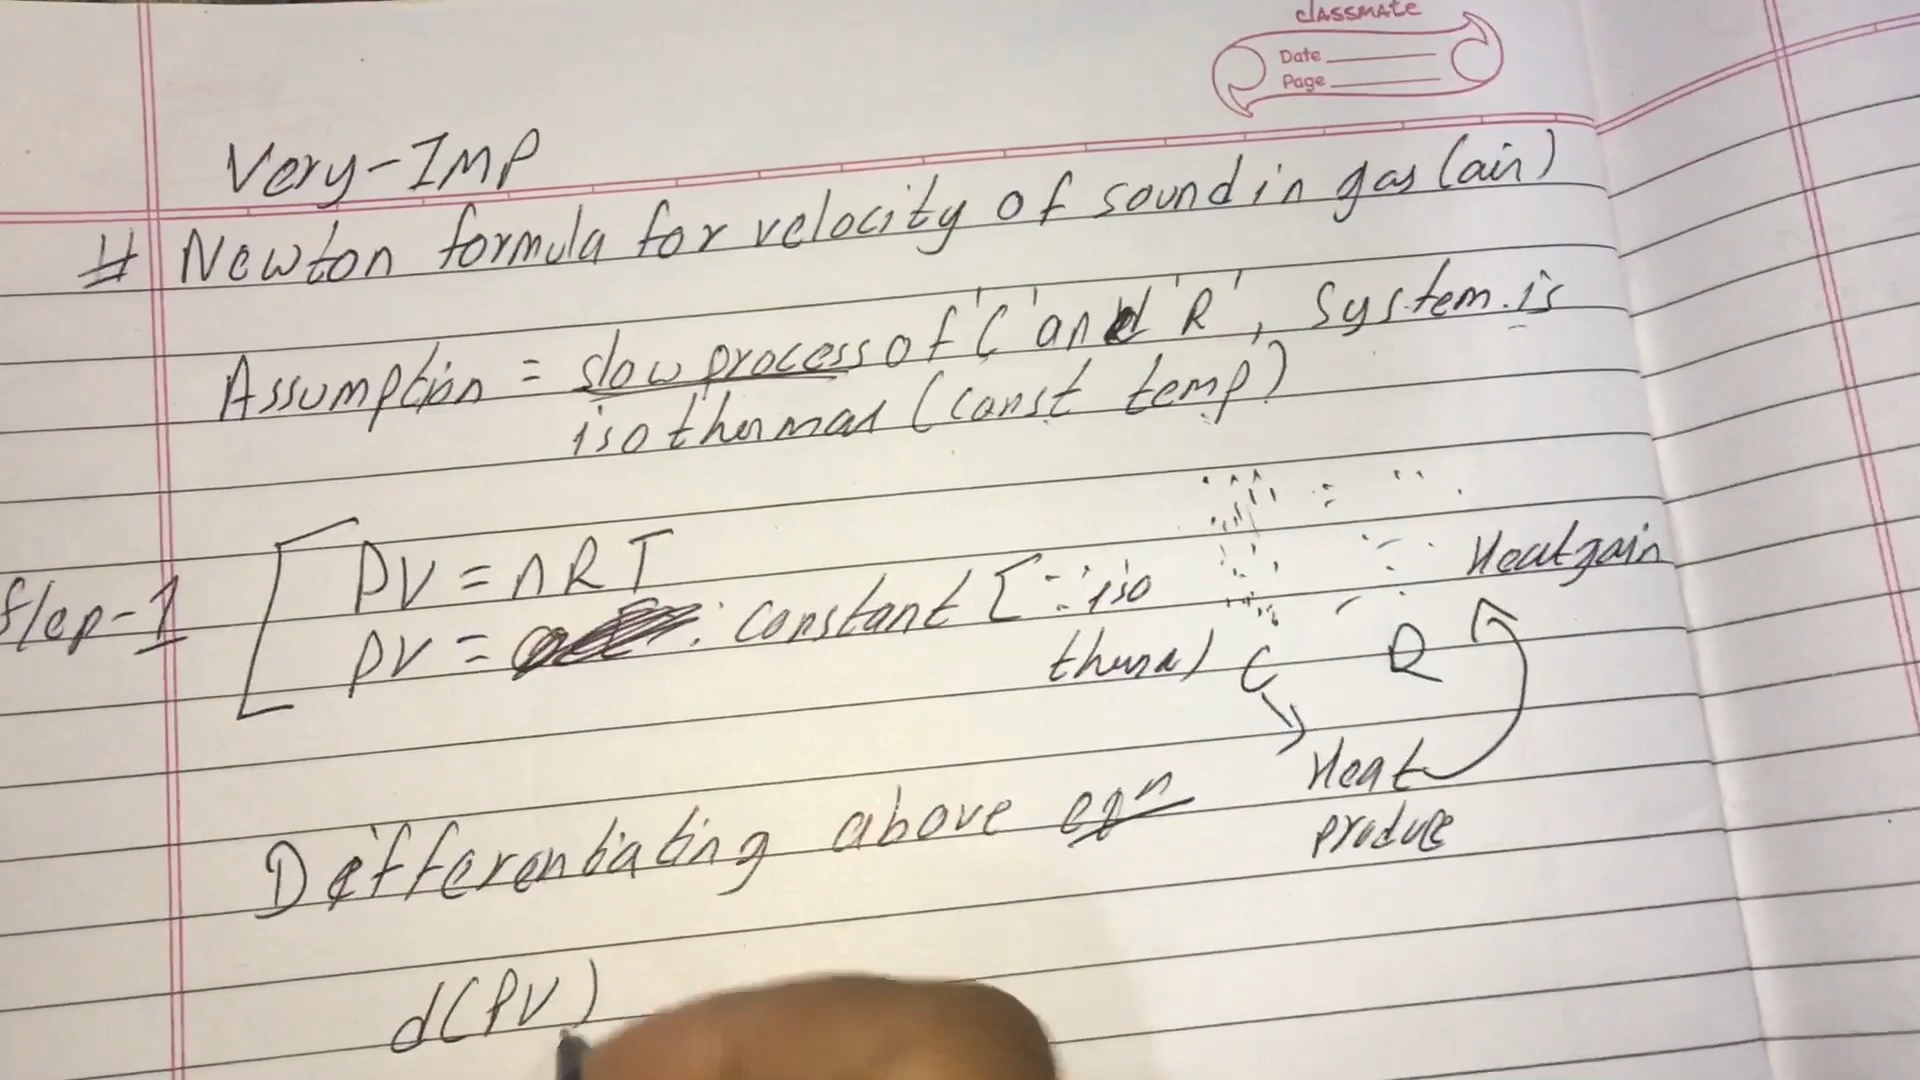 classmate
Date
Page
Very-IMP
# Newton formula for velocity of sound in gas (air)
Assumption = slow process of 'C' and 'R', System is
isothermal (const temp)
Step-1
PV = nRT
PV = : constant [∵ iso
thermal)
C
R
Heat gain
Heat
produce
Differentiating above eqn
d(PV)